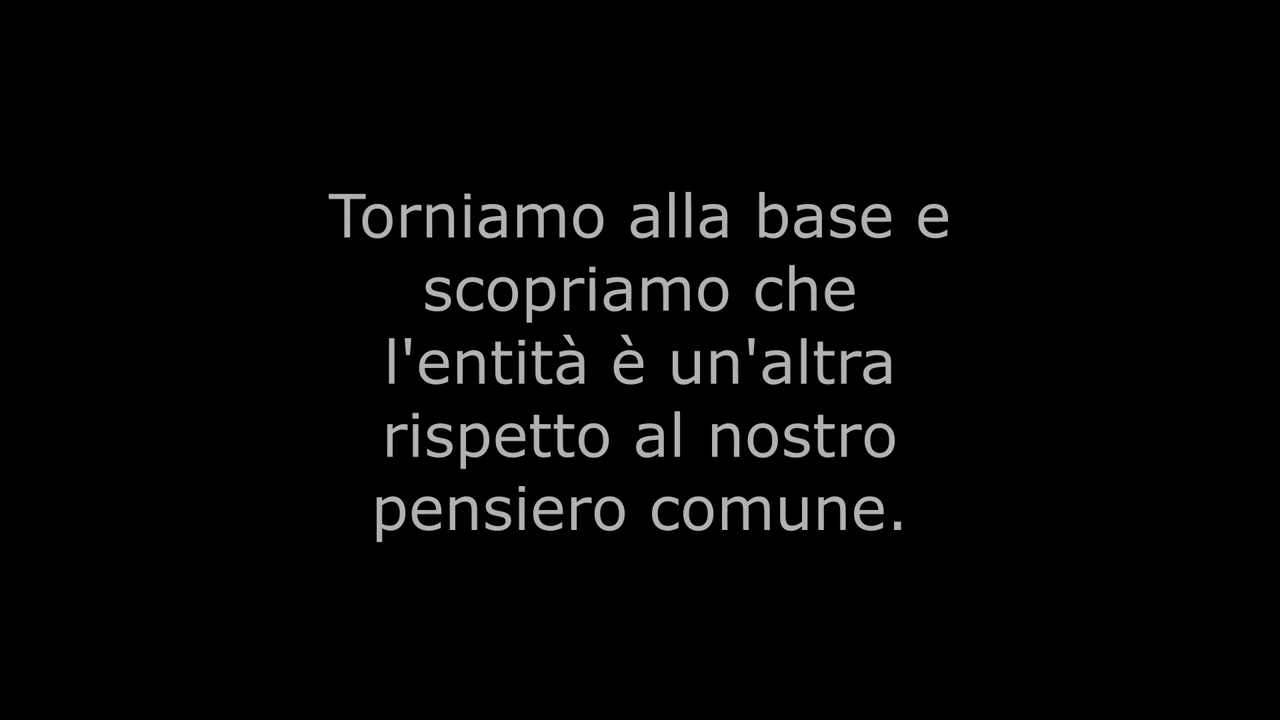 Torniamo alla base e
scopriamo che
l'entità è un'altra
rispetto al nostro
pensiero comune.